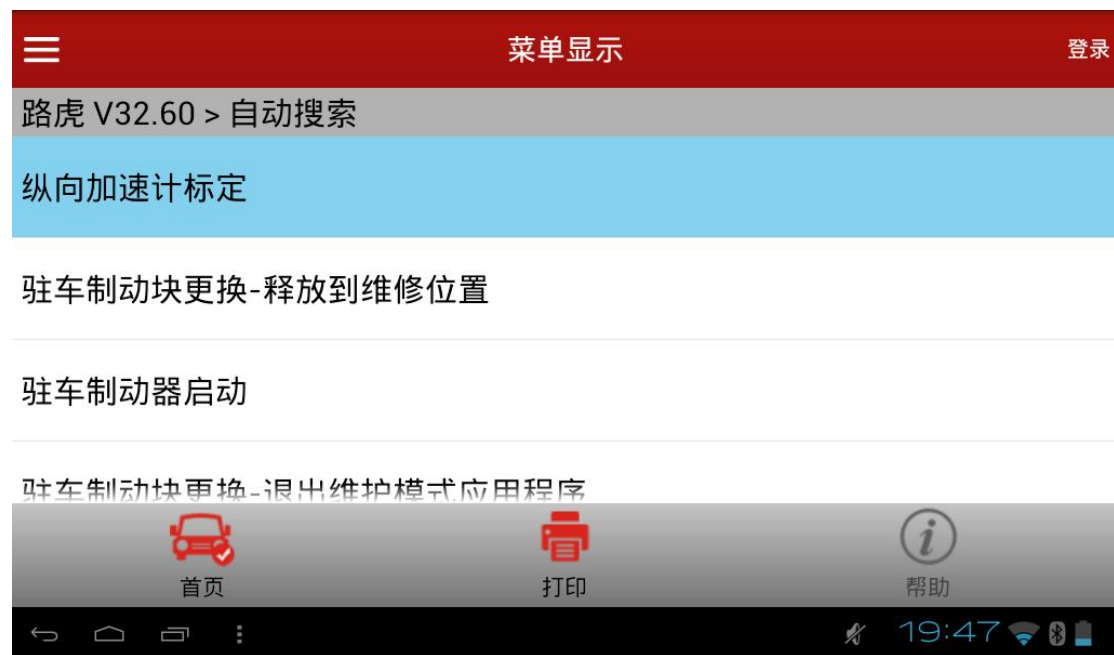 菜单显示
登录
路虎 V32.60 > 自动搜索
纵向加速计标定
驻车制动块更换-释放到维修位置
驻车制动器启动
驻车制动块更换-退出维护模式应用程序
首页
打印
帮助
19:47